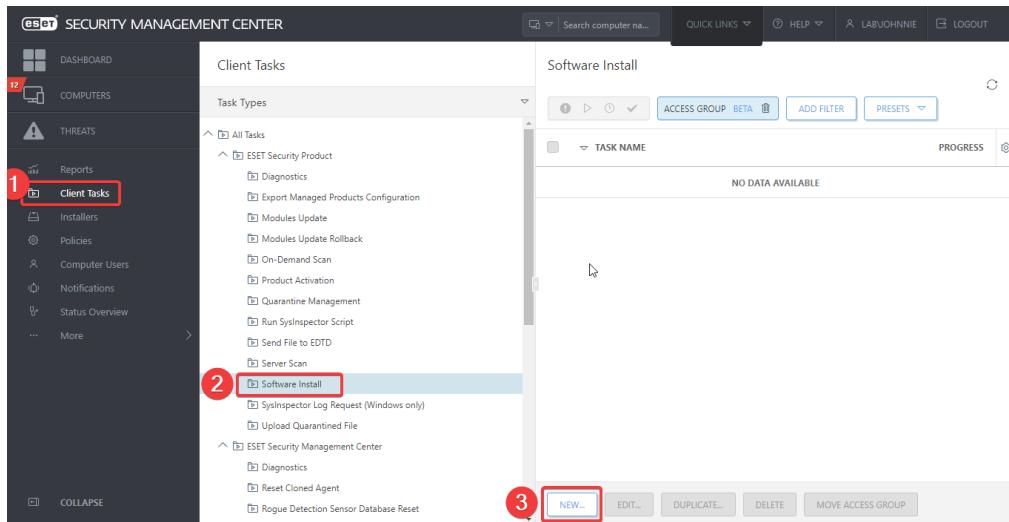 eset SECURITY MANAGEMENT CENTER
Search computer na...
QUICK LINKS
HELP
LAB\JOHNNIE
LOGOUT
DASHBOARD
12
COMPUTERS
THREATS
Reports
1
Client Tasks
Installers
Policies
Computer Users
Notifications
Status Overview
More
COLLAPSE
Client Tasks
Task Types
All Tasks
ESET Security Product
Diagnostics
Export Managed Products Configuration
Modules Update
Modules Update Rollback
On-Demand Scan
Product Activation
Quarantine Management
Run SysInspector Script
Send File to EDTD
Server Scan
2
Software Install
SysInspector Log Request (Windows only)
Upload Quarantined File
ESET Security Management Center
Diagnostics
Reset Cloned Agent
Rogue Detection Sensor Database Reset
Software Install
ACCESS GROUP BETA
ADD FILTER
PRESETS
TASK NAME
PROGRESS
NO DATA AVAILABLE
3
NEW...
EDIT...
DUPLICATE...
DELETE
MOVE ACCESS GROUP